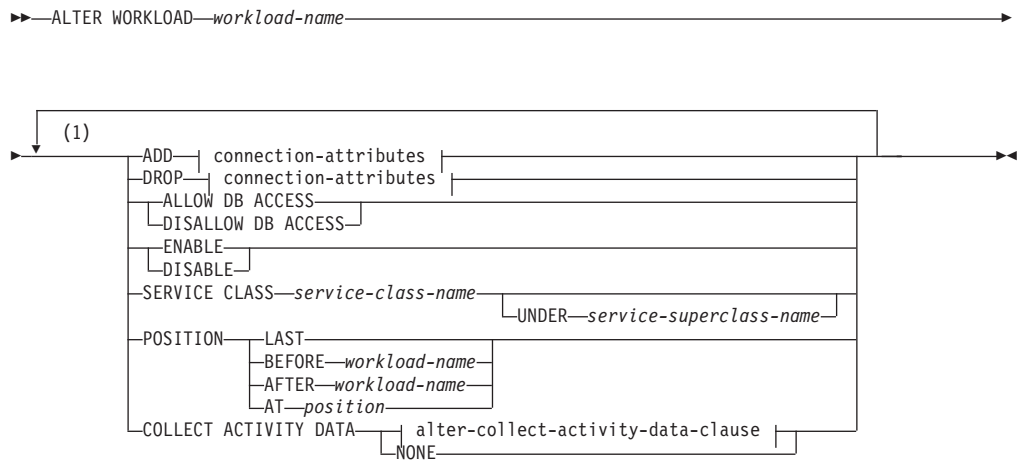 ALTER WORKLOAD workload-name
(1)
ADD connection-attributes
DROP connection-attributes
ALLOW DB ACCESS
DISALLOW DB ACCESS
ENABLE
DISABLE
SERVICE CLASS service-class-name
UNDER service-superclass-name
POSITION LAST
BEFORE workload-name
AFTER workload-name
AT position
COLLECT ACTIVITY DATA alter-collect-activity-data-clause
NONE